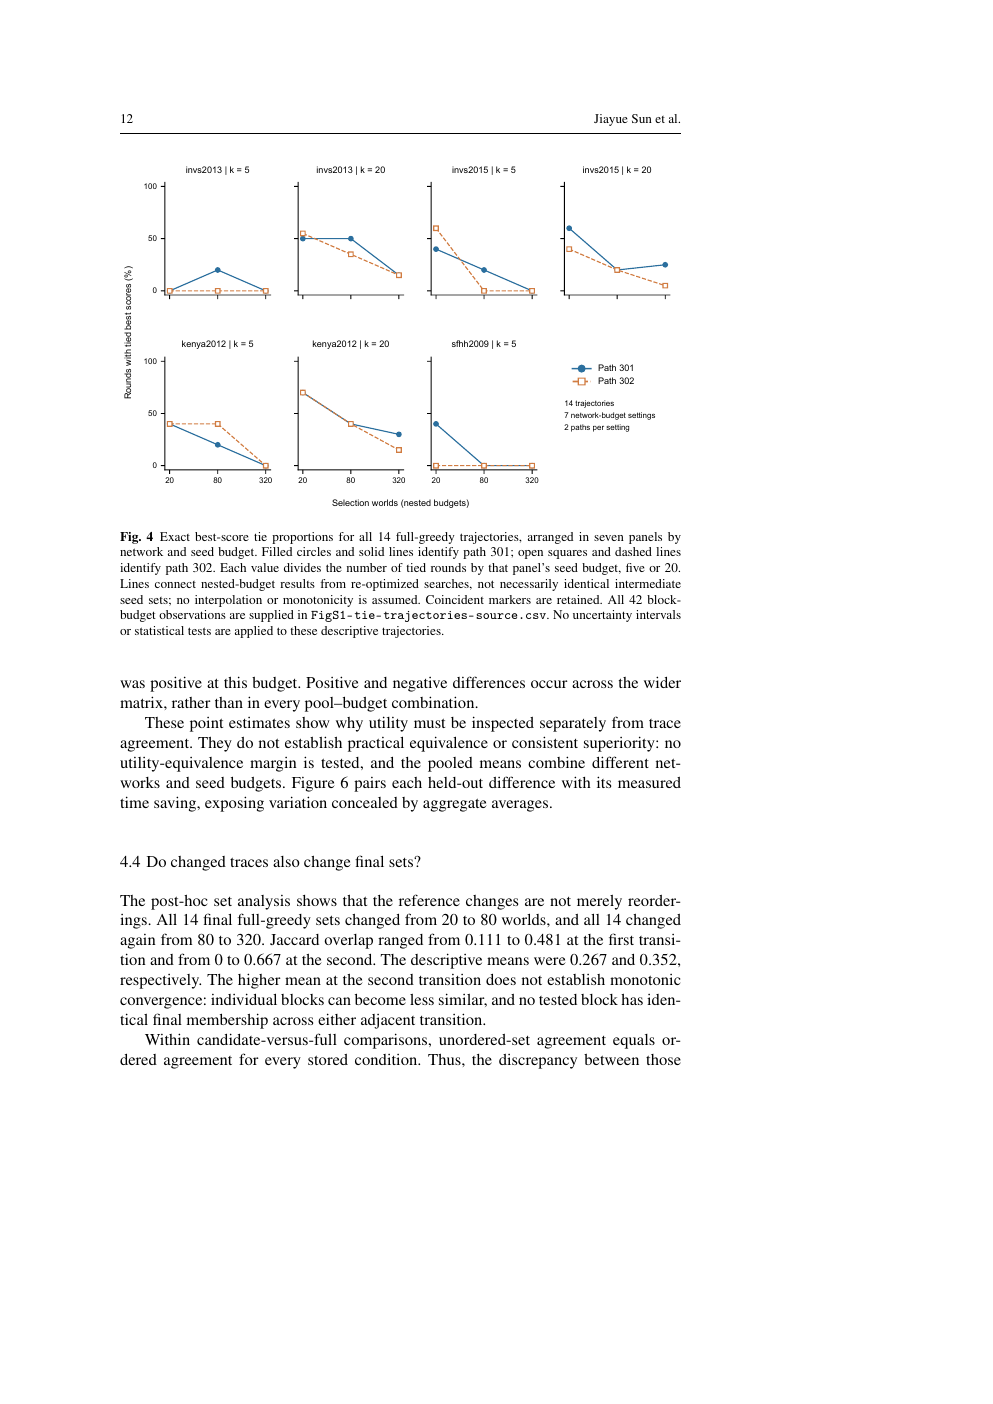 12
Jiayue Sun et al.
invs2013 | k = 5
invs2013 | k = 20
invs2015 | k = 5
invs2015 | k = 20
100
50
0
Rounds with tied best scores (%)
kenya2012 | k = 5
kenya2012 | k = 20
sfhh2009 | k = 5
100
50
0
20
80
320
20
80
320
20
80
320
Path 301
Path 302
14 trajectories
7 network-budget settings
2 paths per setting
Selection worlds (nested budgets)
Fig. 4 Exact best-score tie proportions for all 14 full-greedy trajectories, arranged in seven panels by
network and seed budget. Filled circles and solid lines identify path 301; open squares and dashed lines
identify path 302. Each value divides the number of tied rounds by that panel's seed budget, five or 20.
Lines connect nested-budget results from re-optimized searches, not necessarily identical intermediate
seed sets; no interpolation or monotonicity is assumed. Coincident markers are retained. All 42 block-
budget observations are supplied in FigS1-tie-trajectories-source.csv. No uncertainty intervals
or statistical tests are applied to these descriptive trajectories.
was positive at this budget. Positive and negative differences occur across the wider
matrix, rather than in every pool–budget combination.
These point estimates show why utility must be inspected separately from trace
agreement. They do not establish practical equivalence or consistent superiority: no
utility-equivalence margin is tested, and the pooled means combine different net-
works and seed budgets. Figure 6 pairs each held-out difference with its measured
time saving, exposing variation concealed by aggregate averages.
4.4 Do changed traces also change final sets?
The post-hoc set analysis shows that the reference changes are not merely reorder-
ings. All 14 final full-greedy sets changed from 20 to 80 worlds, and all 14 changed
again from 80 to 320. Jaccard overlap ranged from 0.111 to 0.481 at the first transi-
tion and from 0 to 0.667 at the second. The descriptive means were 0.267 and 0.352,
respectively. The higher mean at the second transition does not establish monotonic
convergence: individual blocks can become less similar, and no tested block has iden-
tical final membership across either adjacent transition.
Within candidate-versus-full comparisons, unordered-set agreement equals or-
dered agreement for every stored condition. Thus, the discrepancy between those